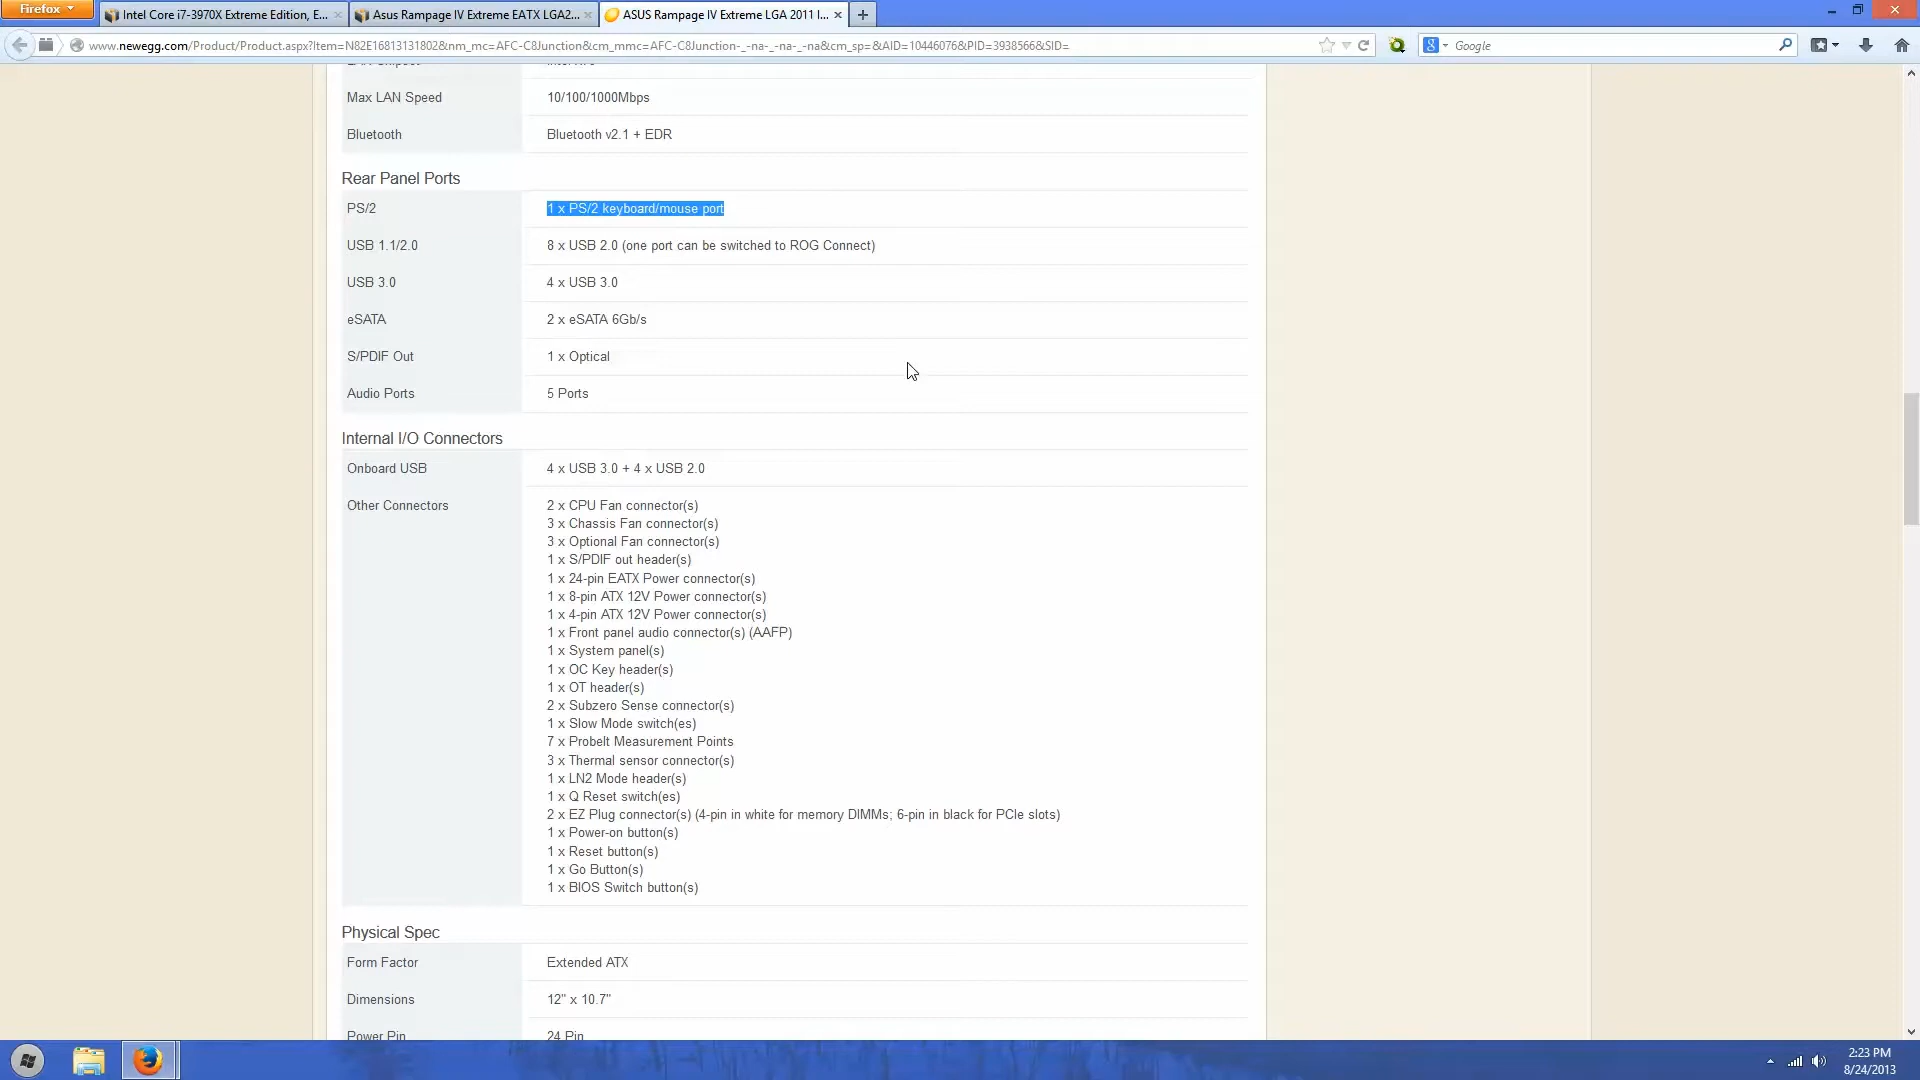 Firefox
Intel Core i7-3970X Extreme Edition, E...
Asus Rampage IV Extreme EATX LGA2...
ASUS Rampage IV Extreme LGA 2011 I...
www.newegg.com/Product/Product.aspx?Item=N82E16813131802&nm_mc=AFC-C8Junction&cm_mmc=AFC-C8Junction-_-na-_-na-_-na&cm_sp=&AID=10446076&PID=3938566&SID=
Google
Max LAN Speed 10/100/1000Mbps
Bluetooth Bluetooth v2.1 + EDR
Rear Panel Ports
PS/2 1 x PS/2 keyboard/mouse port
USB 1.1/2.0 8 x USB 2.0 (one port can be switched to ROG Connect)
USB 3.0 4 x USB 3.0
eSATA 2 x eSATA 6Gb/s
S/PDIF Out 1 x Optical
Audio Ports 5 Ports
Internal I/O Connectors
Onboard USB 4 x USB 3.0 + 4 x USB 2.0
Other Connectors 2 x CPU Fan connector(s)
3 x Chassis Fan connector(s)
3 x Optional Fan connector(s)
1 x S/PDIF out header(s)
1 x 24-pin EATX Power connector(s)
1 x 8-pin ATX 12V Power connector(s)
1 x 4-pin ATX 12V Power connector(s)
1 x Front panel audio connector(s) (AAFP)
1 x System panel(s)
1 x OC Key header(s)
1 x OT header(s)
2 x Subzero Sense connector(s)
1 x Slow Mode switch(es)
7 x ProbeIt Measurement Points
3 x Thermal sensor connector(s)
1 x LN2 Mode header(s)
1 x Q Reset switch(es)
2 x EZ Plug connector(s) (4-pin in white for memory DIMMs; 6-pin in black for PCIe slots)
1 x Power-on button(s)
1 x Reset button(s)
1 x Go Button(s)
1 x BIOS Switch button(s)
Physical Spec
Form Factor Extended ATX
Dimensions 12" x 10.7"
Power Pin 24 Pin
2:23 PM
8/24/2013